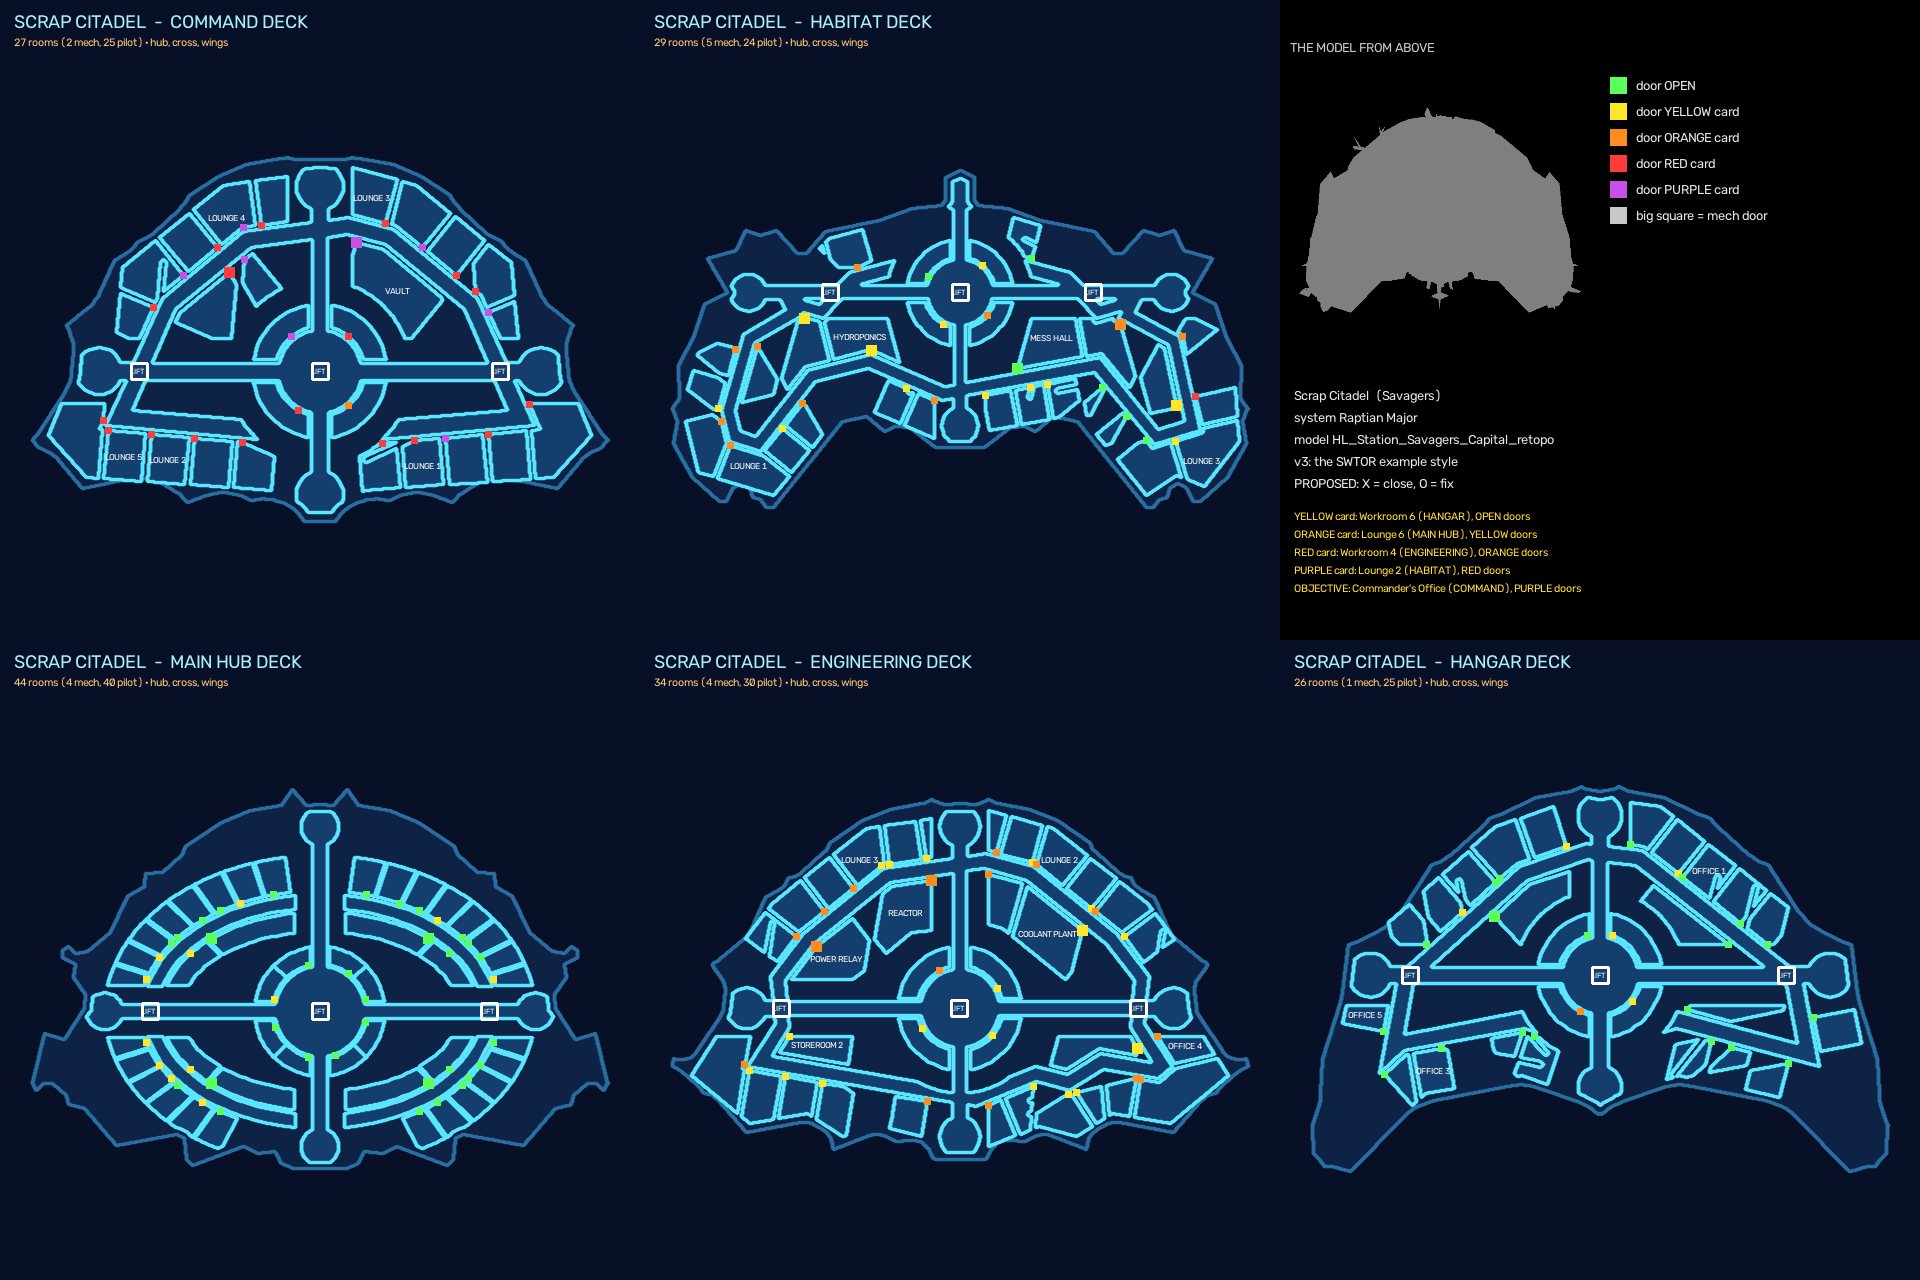 SCRAP CITADEL - COMMAND DECK
27 rooms (2 mech, 25 pilot) • hub, cross, wings
LOUNGE 3
LOUNGE 4
VAULT
LIFT
LIFT
LIFT
LOUNGE 5
LOUNGE 2
LOUNGE 1
SCRAP CITADEL - HABITAT DECK
29 rooms (5 mech, 24 pilot) • hub, cross, wings
LIFT
LIFT
LIFT
HYDROPONICS
MESS HALL
LOUNGE 1
LOUNGE 3
THE MODEL FROM ABOVE
door OPEN
door YELLOW card
door ORANGE card
door RED card
door PURPLE card
big square = mech door
Scrap Citadel (Savagers)
system Raptian Major
model HL_Station_Savagers_Capital_retopo
v3: the SWTOR example style
PROPOSED: X = close, O = fix
YELLOW card: Workroom 6 (HANGAR), OPEN doors
ORANGE card: Lounge 6 (MAIN HUB), YELLOW doors
RED card: Workroom 4 (ENGINEERING), ORANGE doors
PURPLE card: Lounge 2 (HABITAT), RED doors
OBJECTIVE: Commander's Office (COMMAND), PURPLE doors
SCRAP CITADEL - MAIN HUB DECK
44 rooms (4 mech, 40 pilot) • hub, cross, wings
LIFT
LIFT
LIFT
SCRAP CITADEL - ENGINEERING DECK
34 rooms (4 mech, 30 pilot) • hub, cross, wings
LOUNGE 3
LOUNGE 2
REACTOR
COOLANT PLANT
POWER RELAY
LIFT
LIFT
LIFT
STOREROOM 2
OFFICE 4
SCRAP CITADEL - HANGAR DECK
26 rooms (1 mech, 25 pilot) • hub, cross, wings
OFFICE 1
LIFT
LIFT
LIFT
OFFICE 5
OFFICE 3